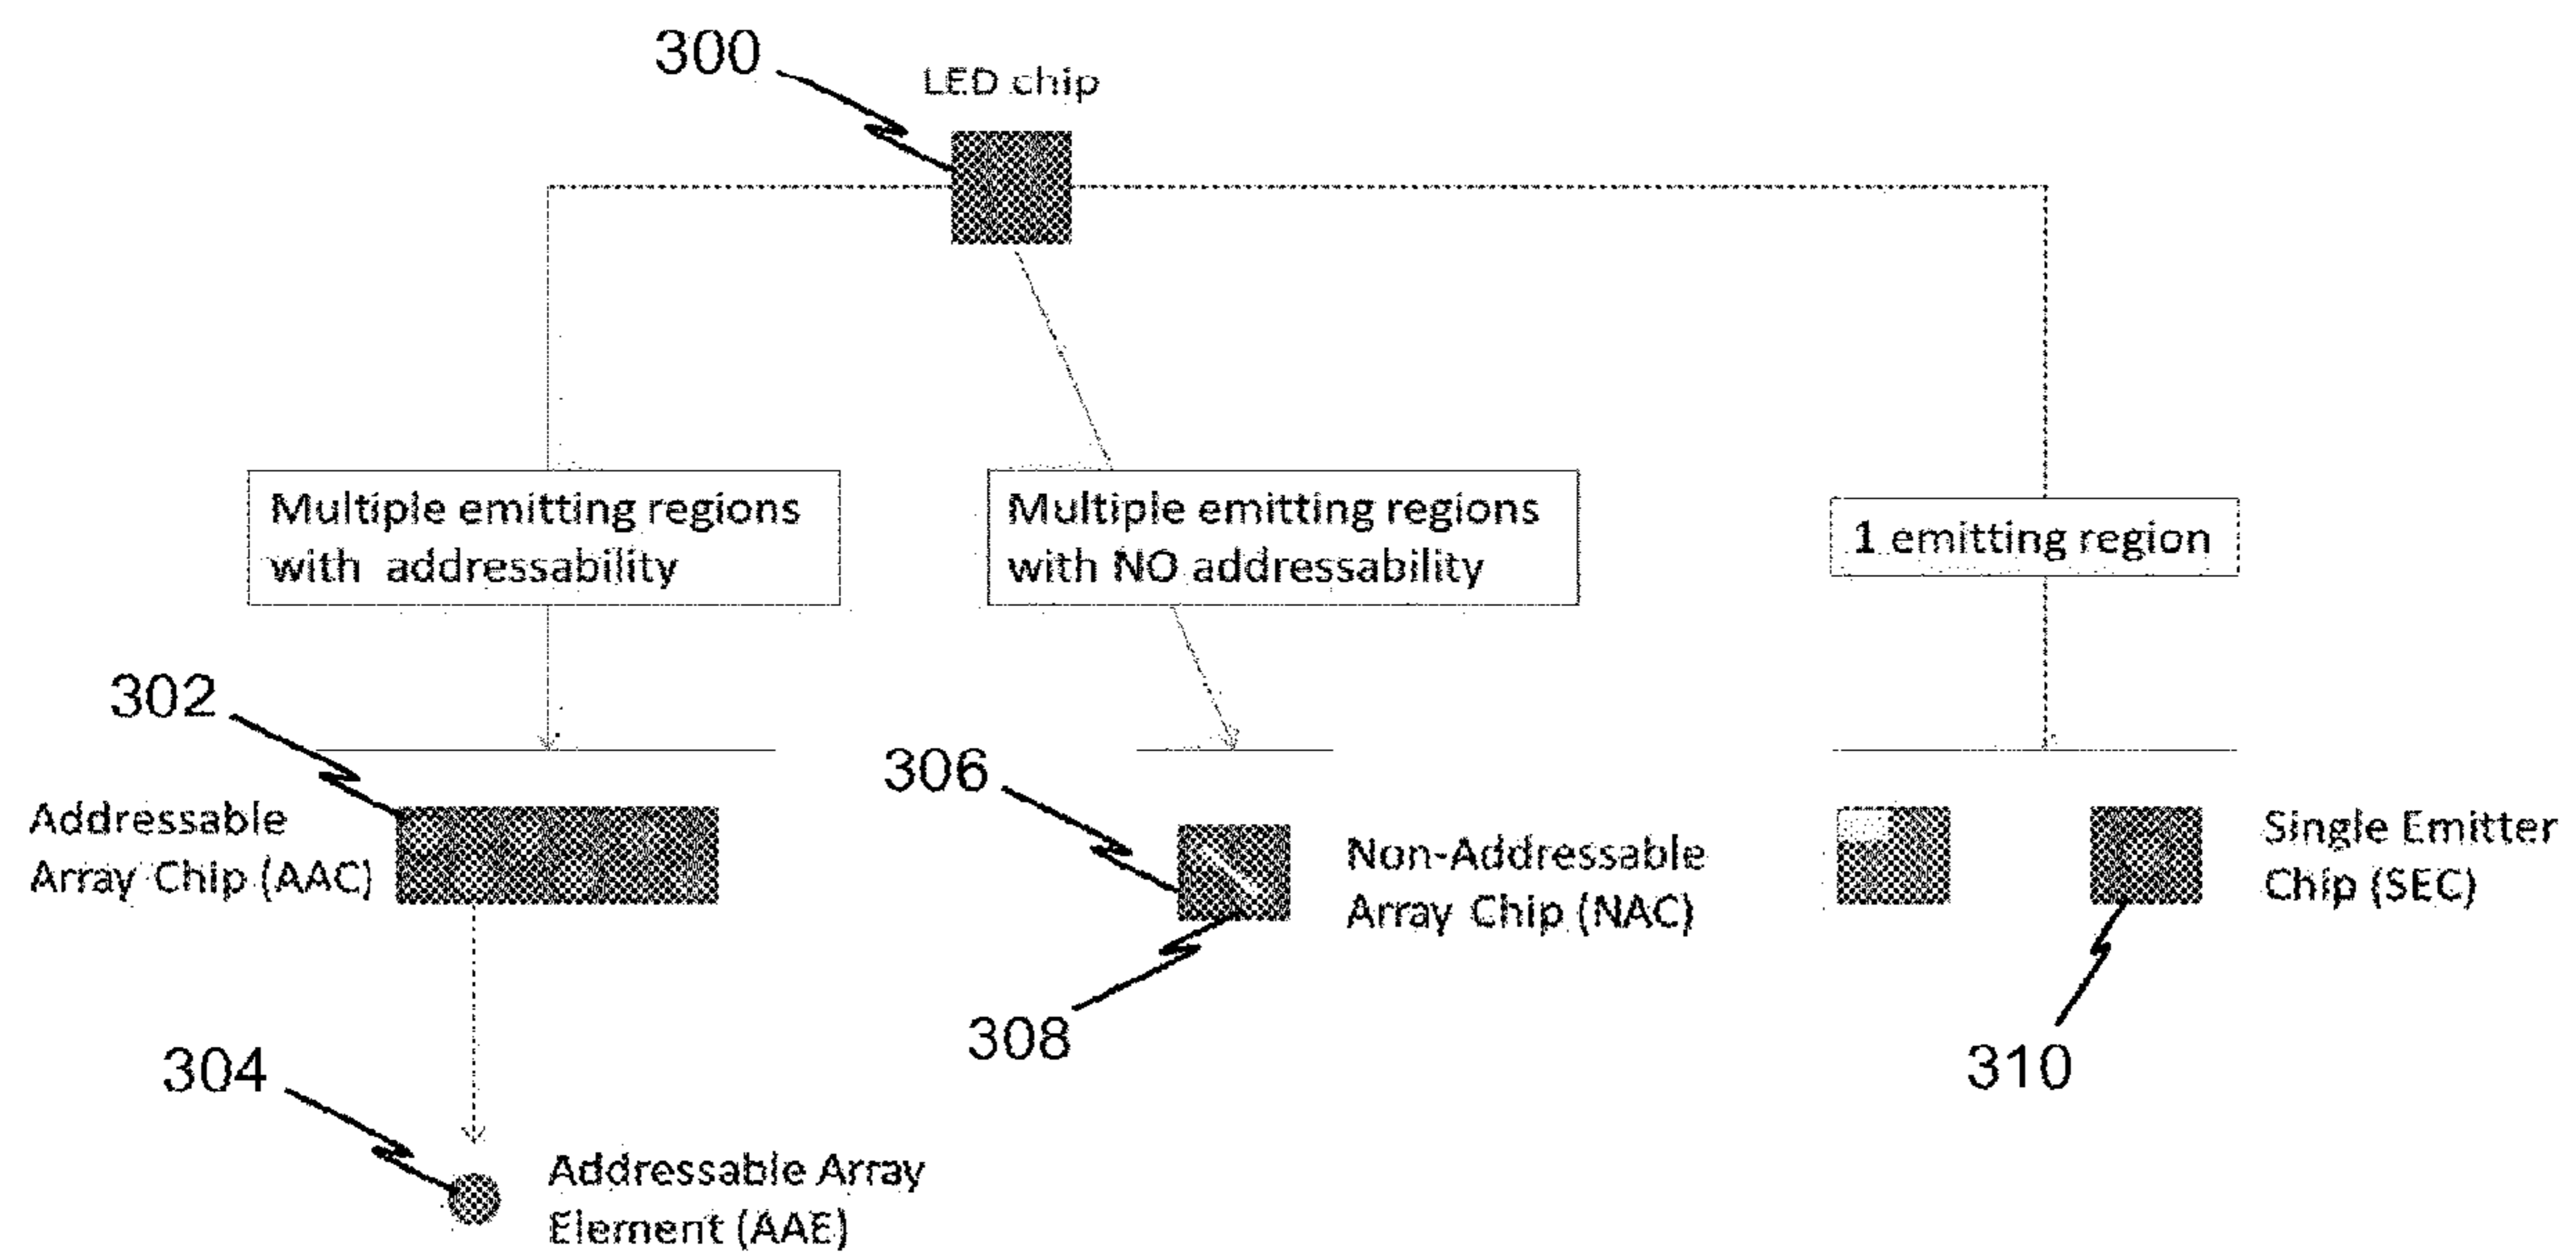 300
LED chip
Multiple emitting regions
with addressability
Multiple emitting regions
with NO addressability
1 emitting region
302
Addressable
Array Chip (AAC)
306
Non-Addressable
Array Chip (NAC)
308
Single Emitter
Chip (SEC)
310
304
Addressable Array
Element (AAE)